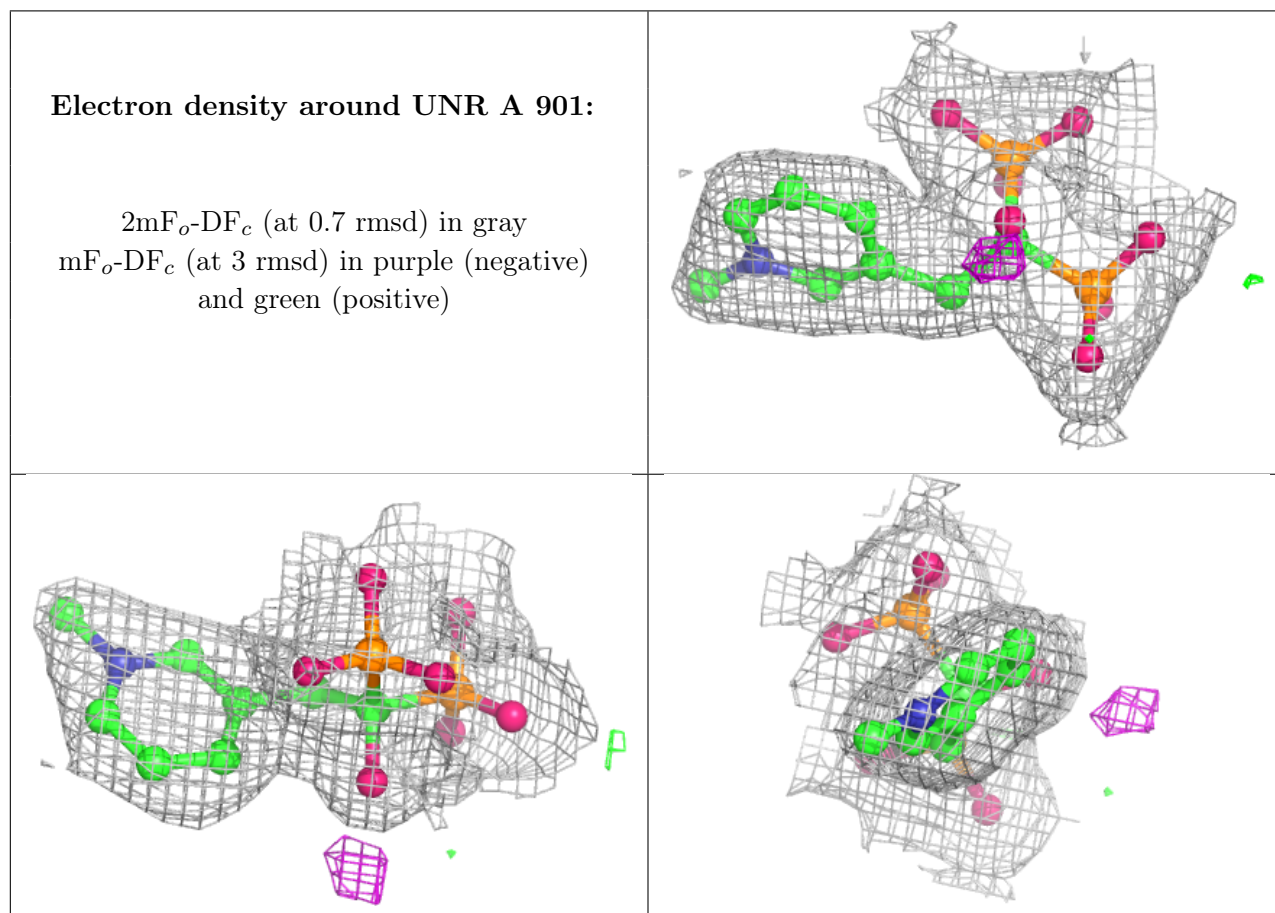 Electron density around UNR A 901:
2mFo-DFc (at 0.7 rmsd) in gray
mFo-DFc (at 3 rmsd) in purple (negative)
and green (positive)